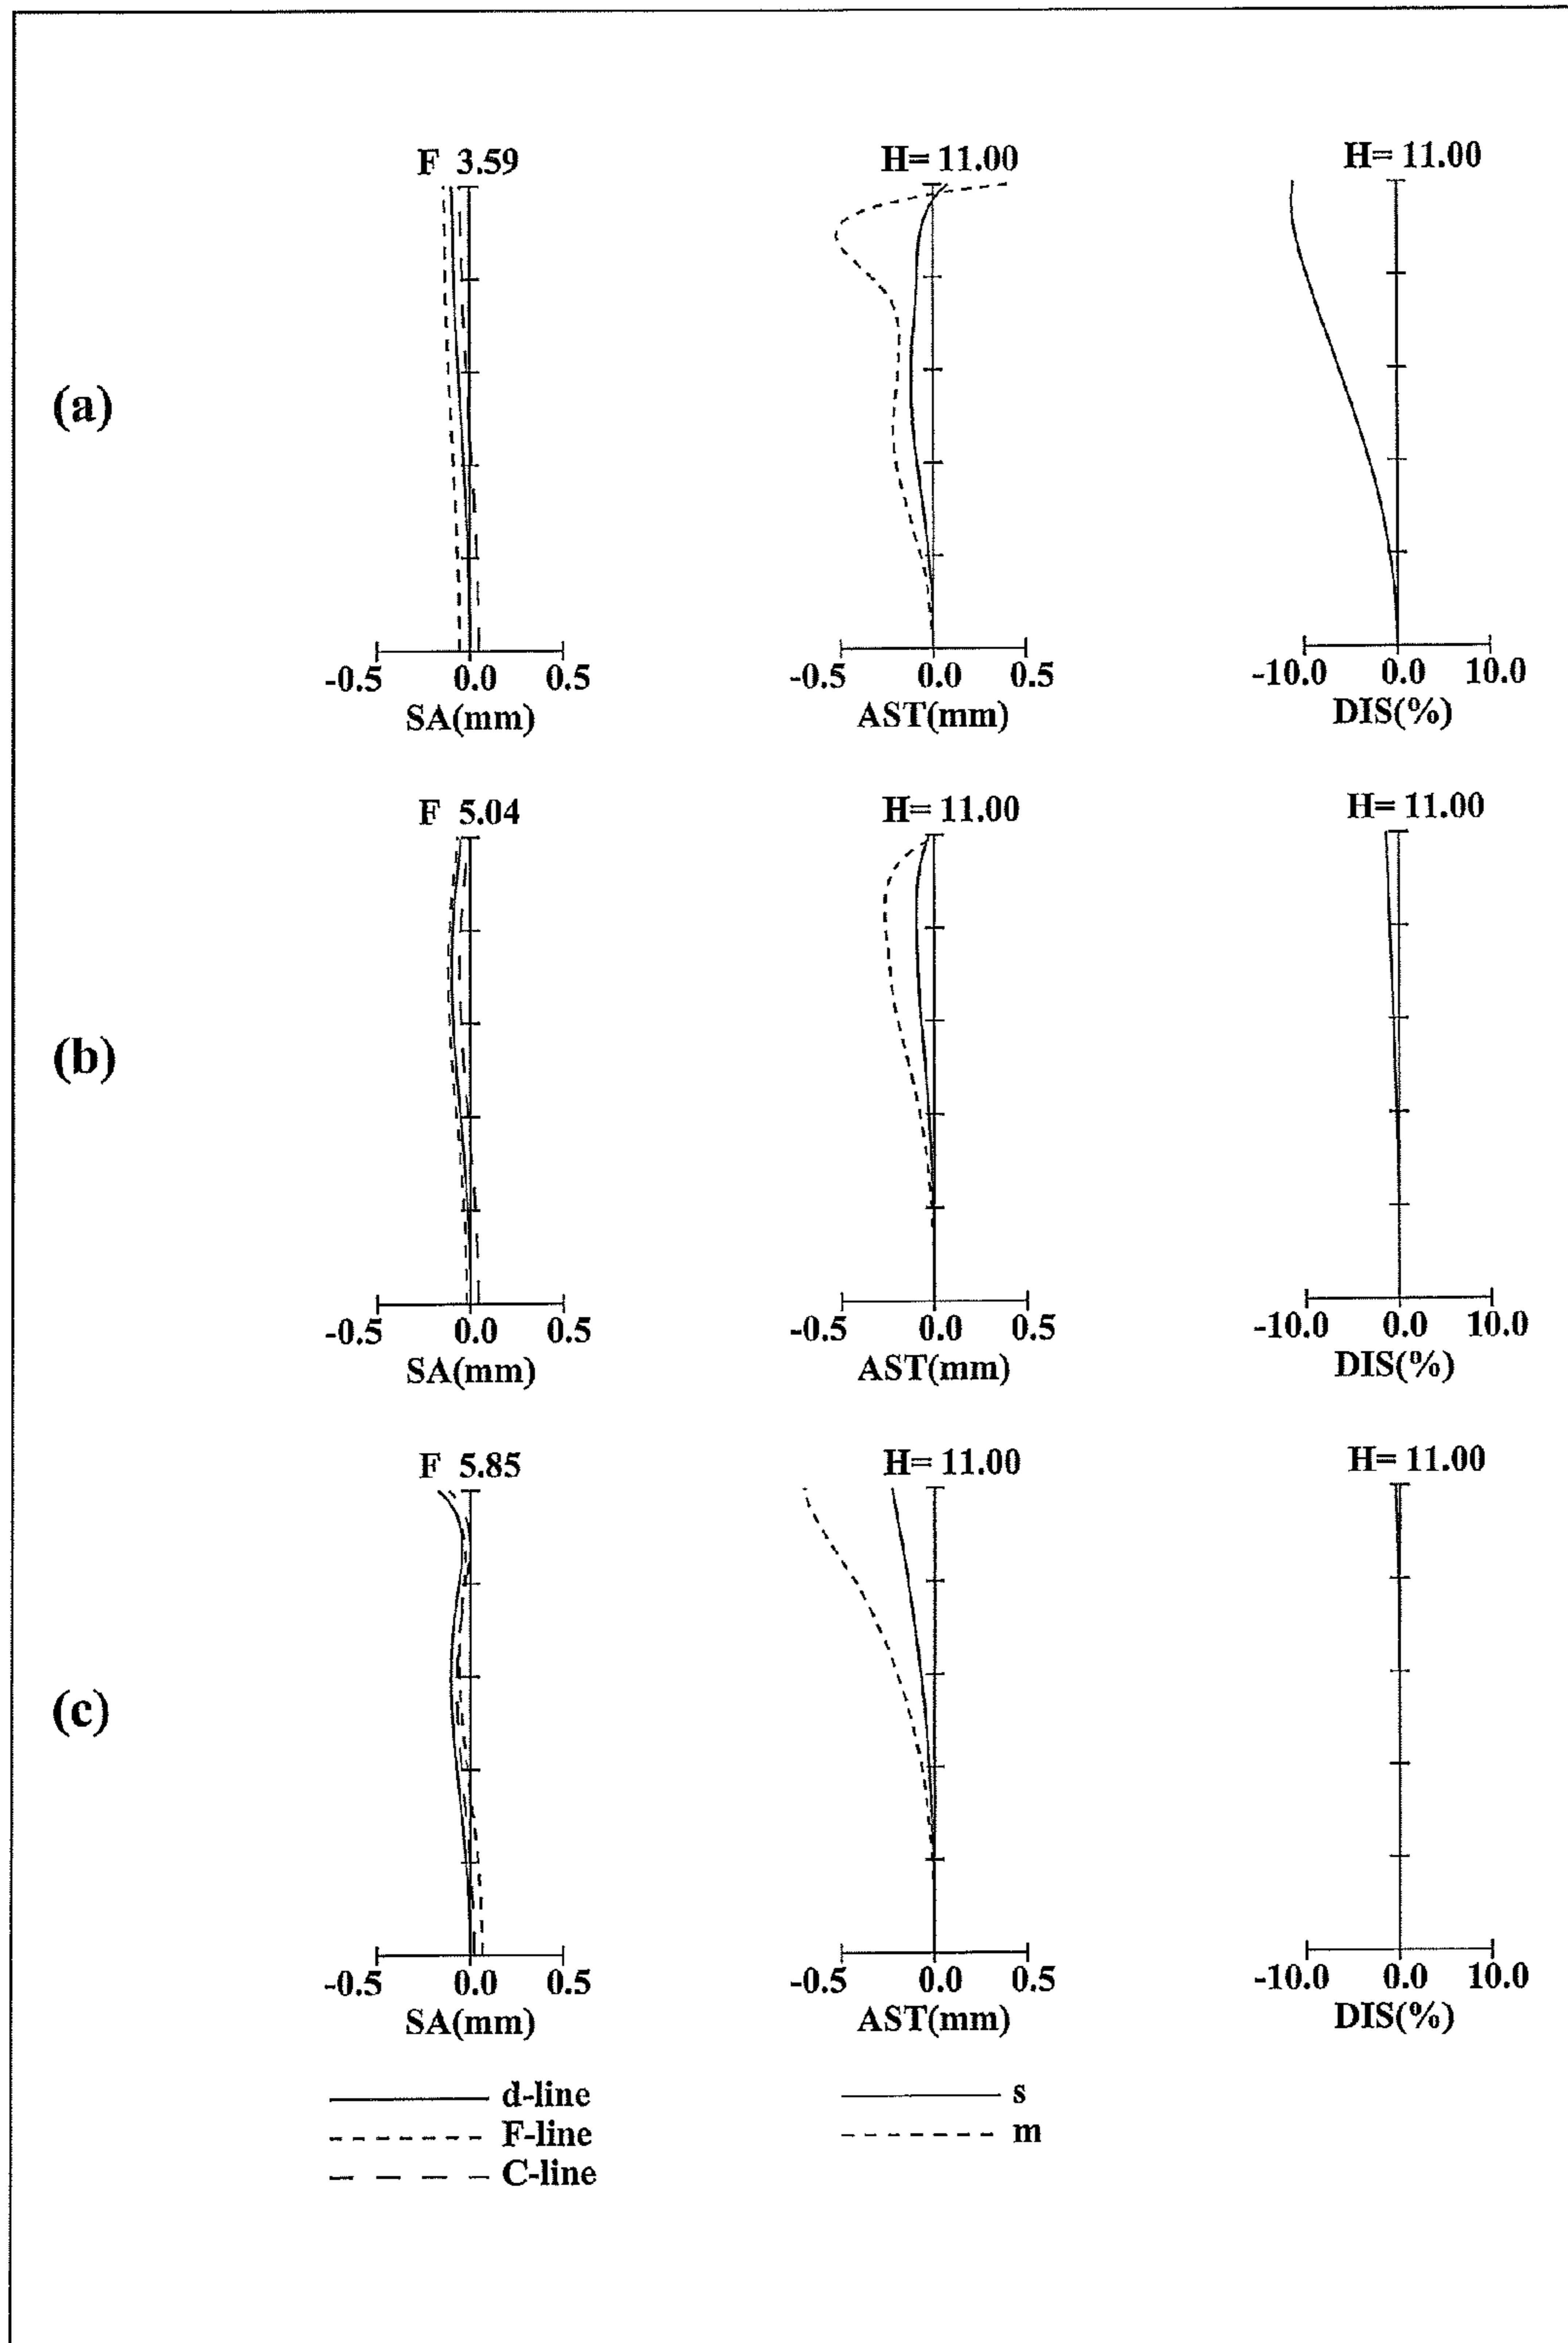 (a)
F 3.59
H= 11.00
H= 11.00
-0.5 0.0 0.5
SA(mm)
-0.5 0.0 0.5
AST(mm)
-10.0 0.0 10.0
DIS(%)
(b)
F 5.04
H= 11.00
H= 11.00
-0.5 0.0 0.5
SA(mm)
-0.5 0.0 0.5
AST(mm)
-10.0 0.0 10.0
DIS(%)
(c)
F 5.85
H= 11.00
H= 11.00
-0.5 0.0 0.5
SA(mm)
-0.5 0.0 0.5
AST(mm)
-10.0 0.0 10.0
DIS(%)
d-line
F-line
C-line
s
m